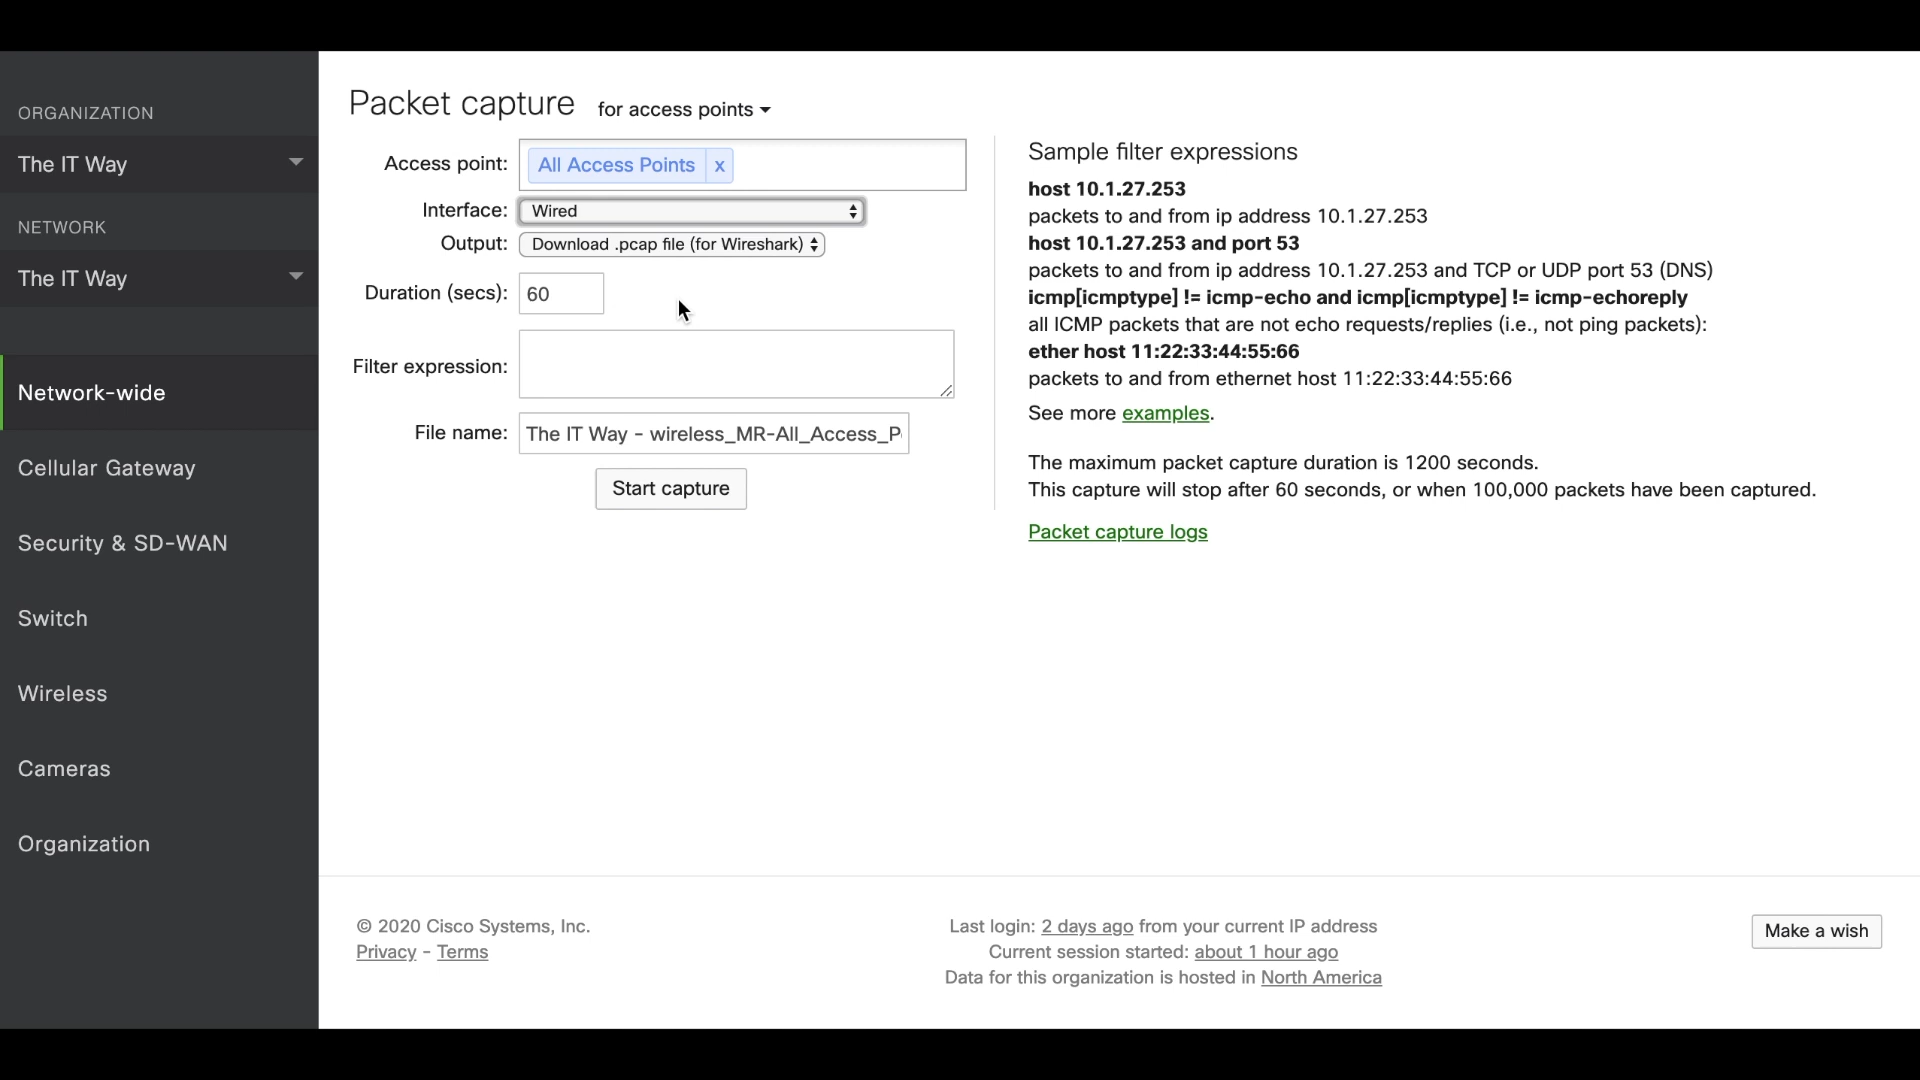 ORGANIZATION
The IT Way
NETWORK
The IT Way
Network-wide
Cellular Gateway
Security & SD-WAN
Switch
Wireless
Cameras
Organization
Packet capture for access points
Access point: All Access Points x
Interface: Wired
Output: Download .pcap file (for Wireshark)
Duration (secs): 60
Filter expression:
File name: The IT Way - wireless_MR-All_Access_P
Start capture
Sample filter expressions
host 10.1.27.253
packets to and from ip address 10.1.27.253
host 10.1.27.253 and port 53
packets to and from ip address 10.1.27.253 and TCP or UDP port 53 (DNS)
icmp[icmptype] != icmp-echo and icmp[icmptype] != icmp-echoreply
all ICMP packets that are not echo requests/replies (i.e., not ping packets):
ether host 11:22:33:44:55:66
packets to and from ethernet host 11:22:33:44:55:66
See more examples.
The maximum packet capture duration is 1200 seconds.
This capture will stop after 60 seconds, or when 100,000 packets have been captured.
Packet capture logs
© 2020 Cisco Systems, Inc.
Privacy - Terms
Last login: 2 days ago from your current IP address
Current session started: about 1 hour ago
Data for this organization is hosted in North America
Make a wish